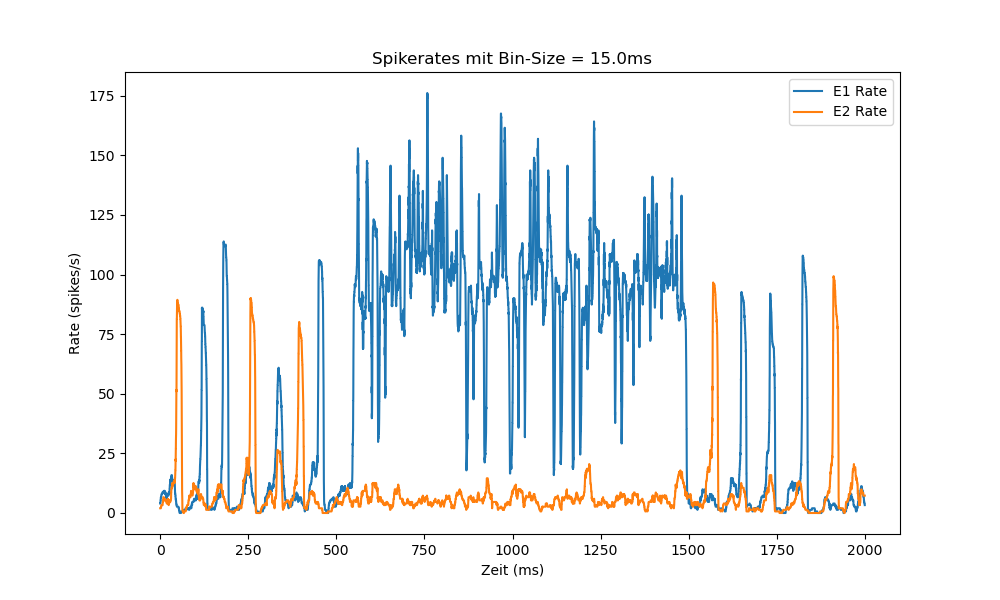 Spikerates mit Bin-Size = 15.0ms
E1 Rate
E2 Rate
175
150
125
100
75
50
25
0
Rate (spikes/s)
0 250 500 750 1000 1250 1500 1750 2000
Zeit (ms)